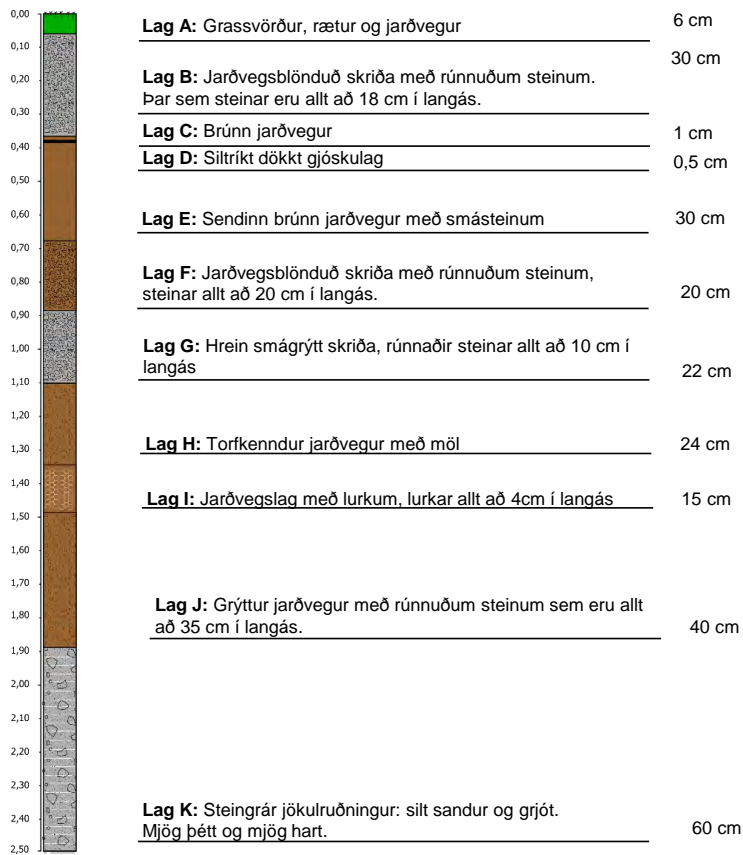 0,00
0,10
0,20
0,30
0,40
0,50
0,60
0,70
0,80
0,90
1,00
1,10
1,20
1,30
1,40
1,50
1,60
1,70
1,80
1,90
2,00
2,10
2,20
2,30
2,40
2,50
Lag A: Grassvörður, rætur og jarðvegur 6 cm
30 cm
Lag B: Jarðvegsblönduð skriða með rúnnuðum steinum.
Þar sem steinar eru allt að 18 cm í langás.
Lag C: Brúnn jarðvegur 1 cm
Lag D: Siltríkt dökkt gjóskulag 0,5 cm
Lag E: Sendinn brúnn jarðvegur með smásteinum 30 cm
Lag F: Jarðvegsblönduð skriða með rúnnuðum steinum,
steinar allt að 20 cm í langás. 20 cm
Lag G: Hrein smágrýtt skriða, rúnnaðir steinar allt að 10 cm í
langás 22 cm
Lag H: Torfkenndur jarðvegur með möl 24 cm
Lag I: Jarðvegslag með lurkum, lurkar allt að 4cm í langás 15 cm
Lag J: Grýttur jarðvegur með rúnnuðum steinum sem eru allt
að 35 cm í langás. 40 cm
Lag K: Steingrár jökulruðningur: silt sandur og grjót.
Mjög þétt og mjög hart. 60 cm